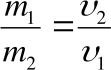 m₁/m₂ = υ₂/υ₁